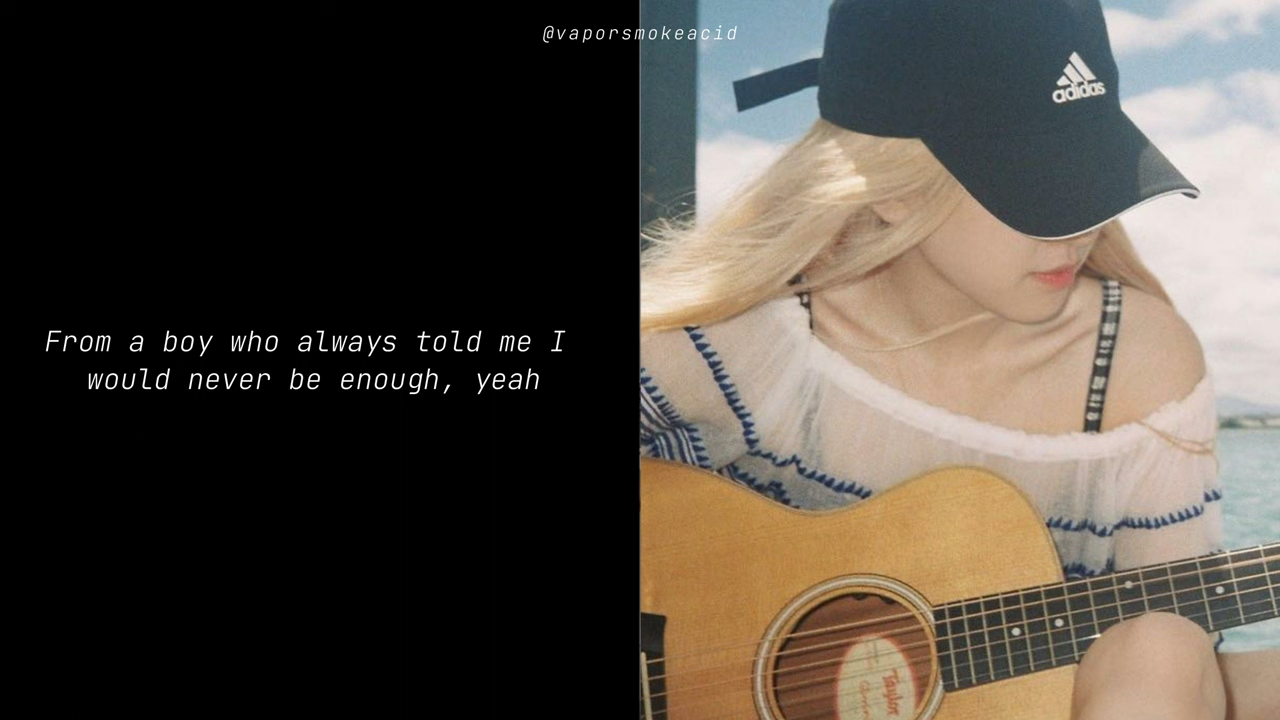 @vaporsmokeacid
adidas
From a boy who always told me I
would never be enough, yeah
Taylor